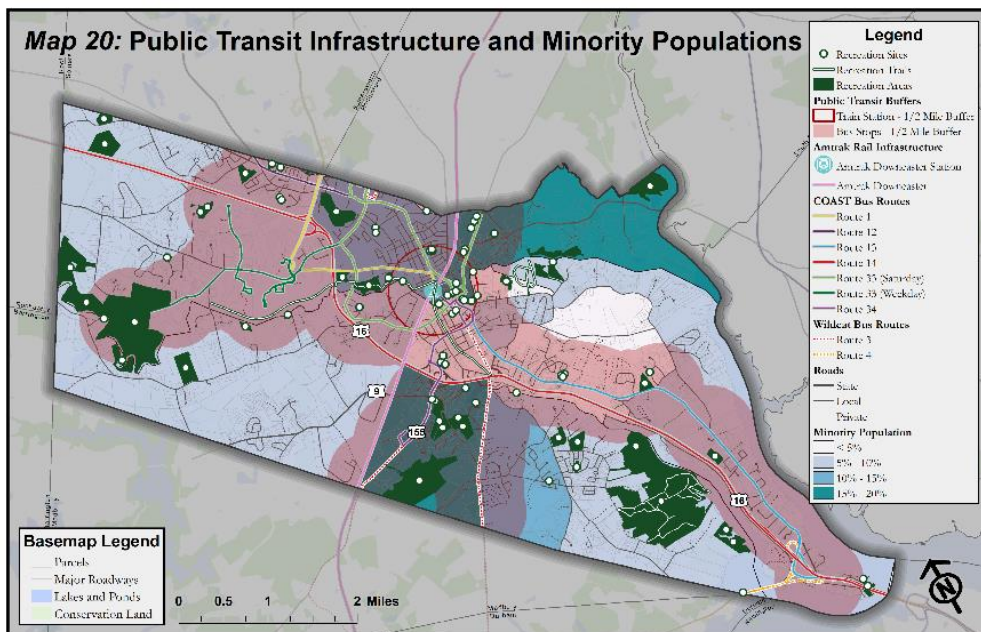 Map 20: Public Transit Infrastructure and Minority Populations
Legend
Recreation Sites
Recreation Trails
Recreation Areas
Public Transit Buffers
Train Station - 1/2 Mile Buffer
Bus Stops - 1/2 Mile Buffer
Amtrak Rail Infrastructure
Amtrak Downeaster Station
Amtrak Downeaster
COAST Bus Routes
Route 1
Route 12
Route 14
Route 33 (Saturday)
Route 33 (Weekday)
Route 34
Wildcat Bus Routes
Route 3
Route 4
Roads
State
Local
Private
Minority Population
< 5%
5% - 10%
10% - 15%
15% - 20%
16
9
155
16
Basemap Legend
Parcels
Major Roadways
Lakes and Ponds
Conservation Land
0 0.5 1 2 Miles
N